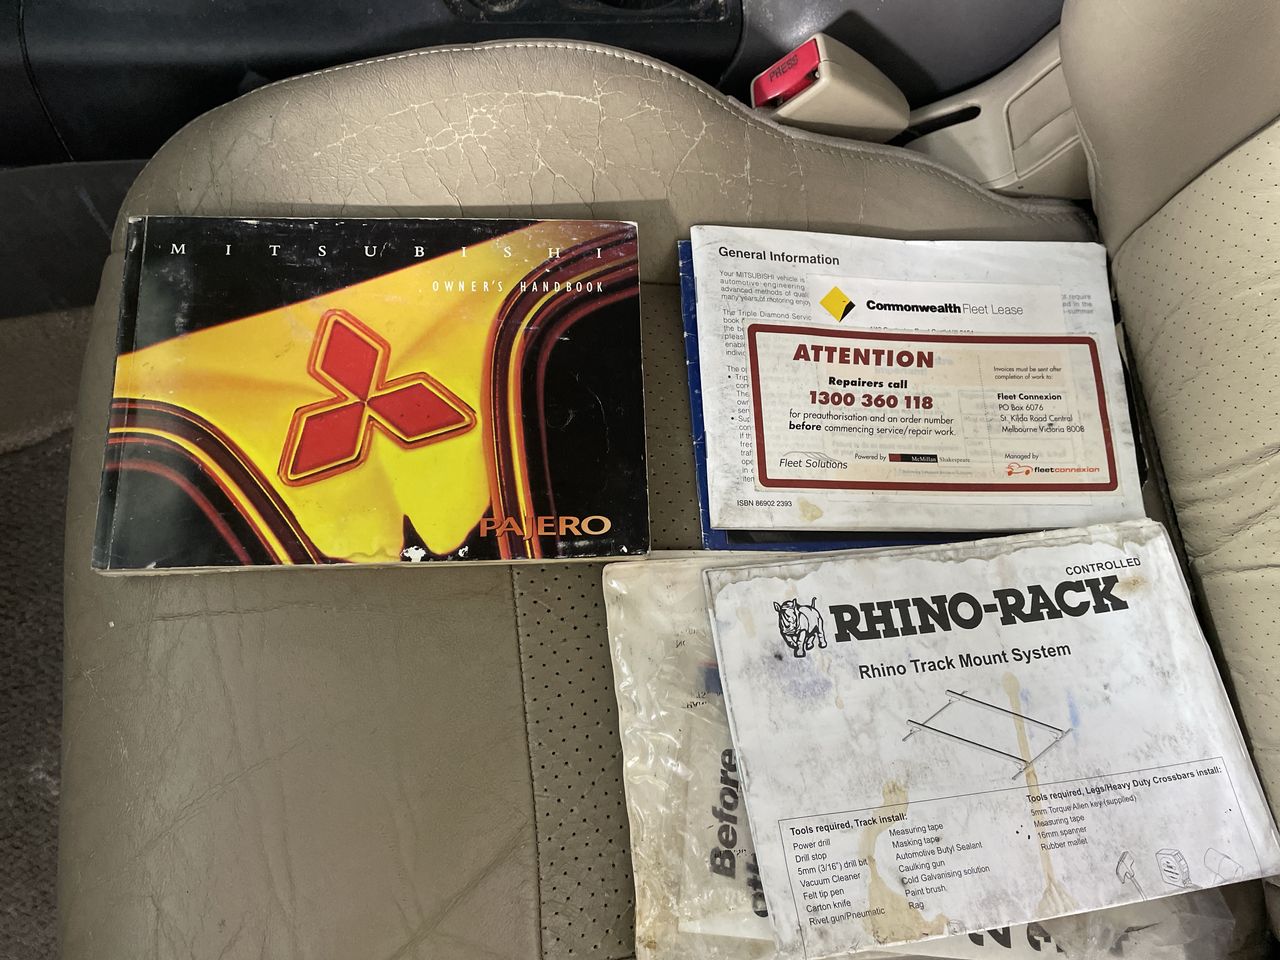 PRESS
MITSUBISHI
OWNER'S HANDBOOK
PAJERO
General Information
Your MITSUBISHI vehicle is
automotive engineering
advanced methods of
many years of motoring
The Triple Diamond
Commonwealth Fleet Lease
ATTENTION
Repairers call
1300 360 118
for preauthorisation and an order number
before commencing service/repair work.
Fleet Solutions
Powered by
McMillan Shakespeare
Invoices must be sent after
completion of work to:
Fleet Connexion
PO Box 6076
St. Kilda Road Central
Melbourne Victoria 8008
Managed by
fleetconnexion
ISBN 86902 2393
CONTROLLED
RHINO-RACK
Rhino Track Mount System
Tools required, Track install:
Power drill
Drill stop
5mm (3/16") drill bit
Vacuum Cleaner
Felt tip pen
Carton knife
Rivet gun/Pneumatic
Measuring tape
Masking tape
Automotive Butyl Sealant
Caulking gun
Cold Galvanising solution
Paint brush
Rag
Tools required, Legs/Heavy Duty Crossbars install:
5mm Torque/Allen key (supplied)
Measuring tape
16mm spanner
Rubber mallet
Before